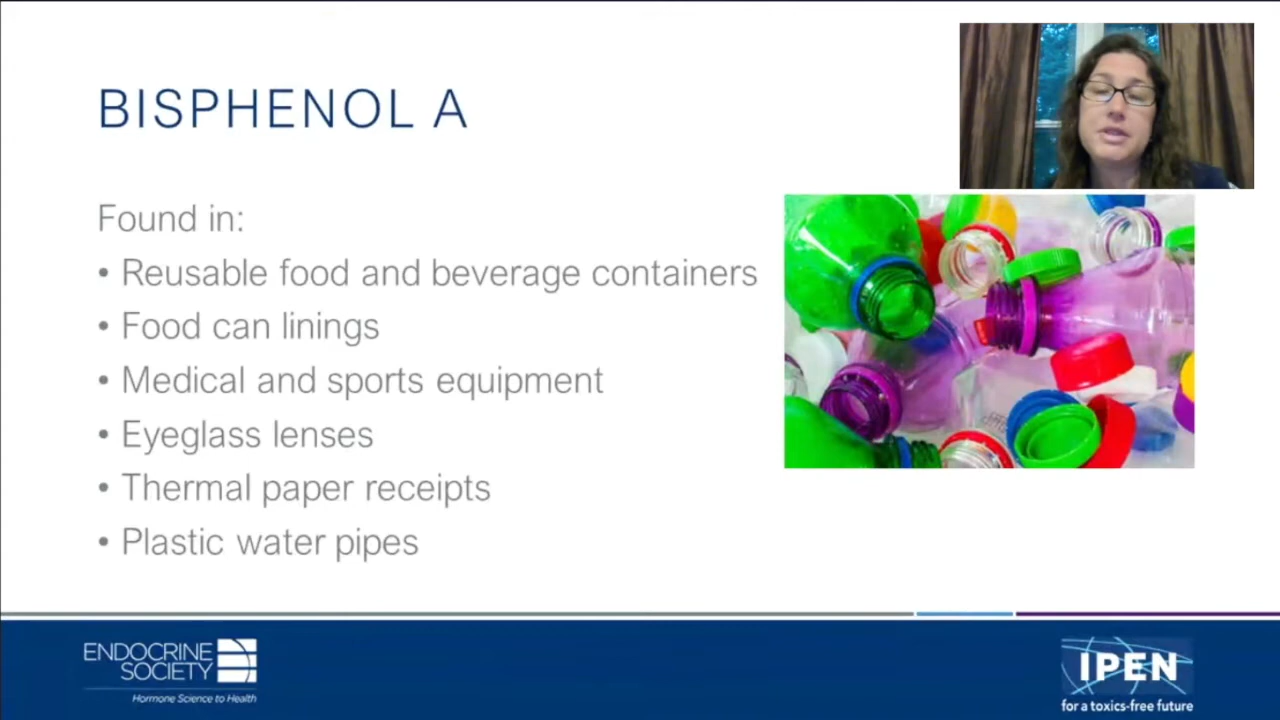 BISPHENOL A
Found in:
• Reusable food and beverage containers
• Food can linings
• Medical and sports equipment
• Eyeglass lenses
• Thermal paper receipts
• Plastic water pipes
ENDOCRINE
SOCIETY
Hormone Science to Health
IPEN
for a toxics-free future